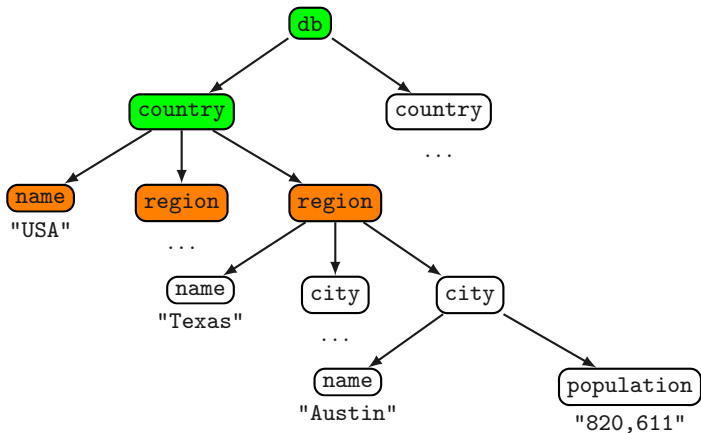 db
country
country
...
name
region
region
"USA"
...
name
city
city
"Texas"
...
name
population
"Austin"
"820,611"